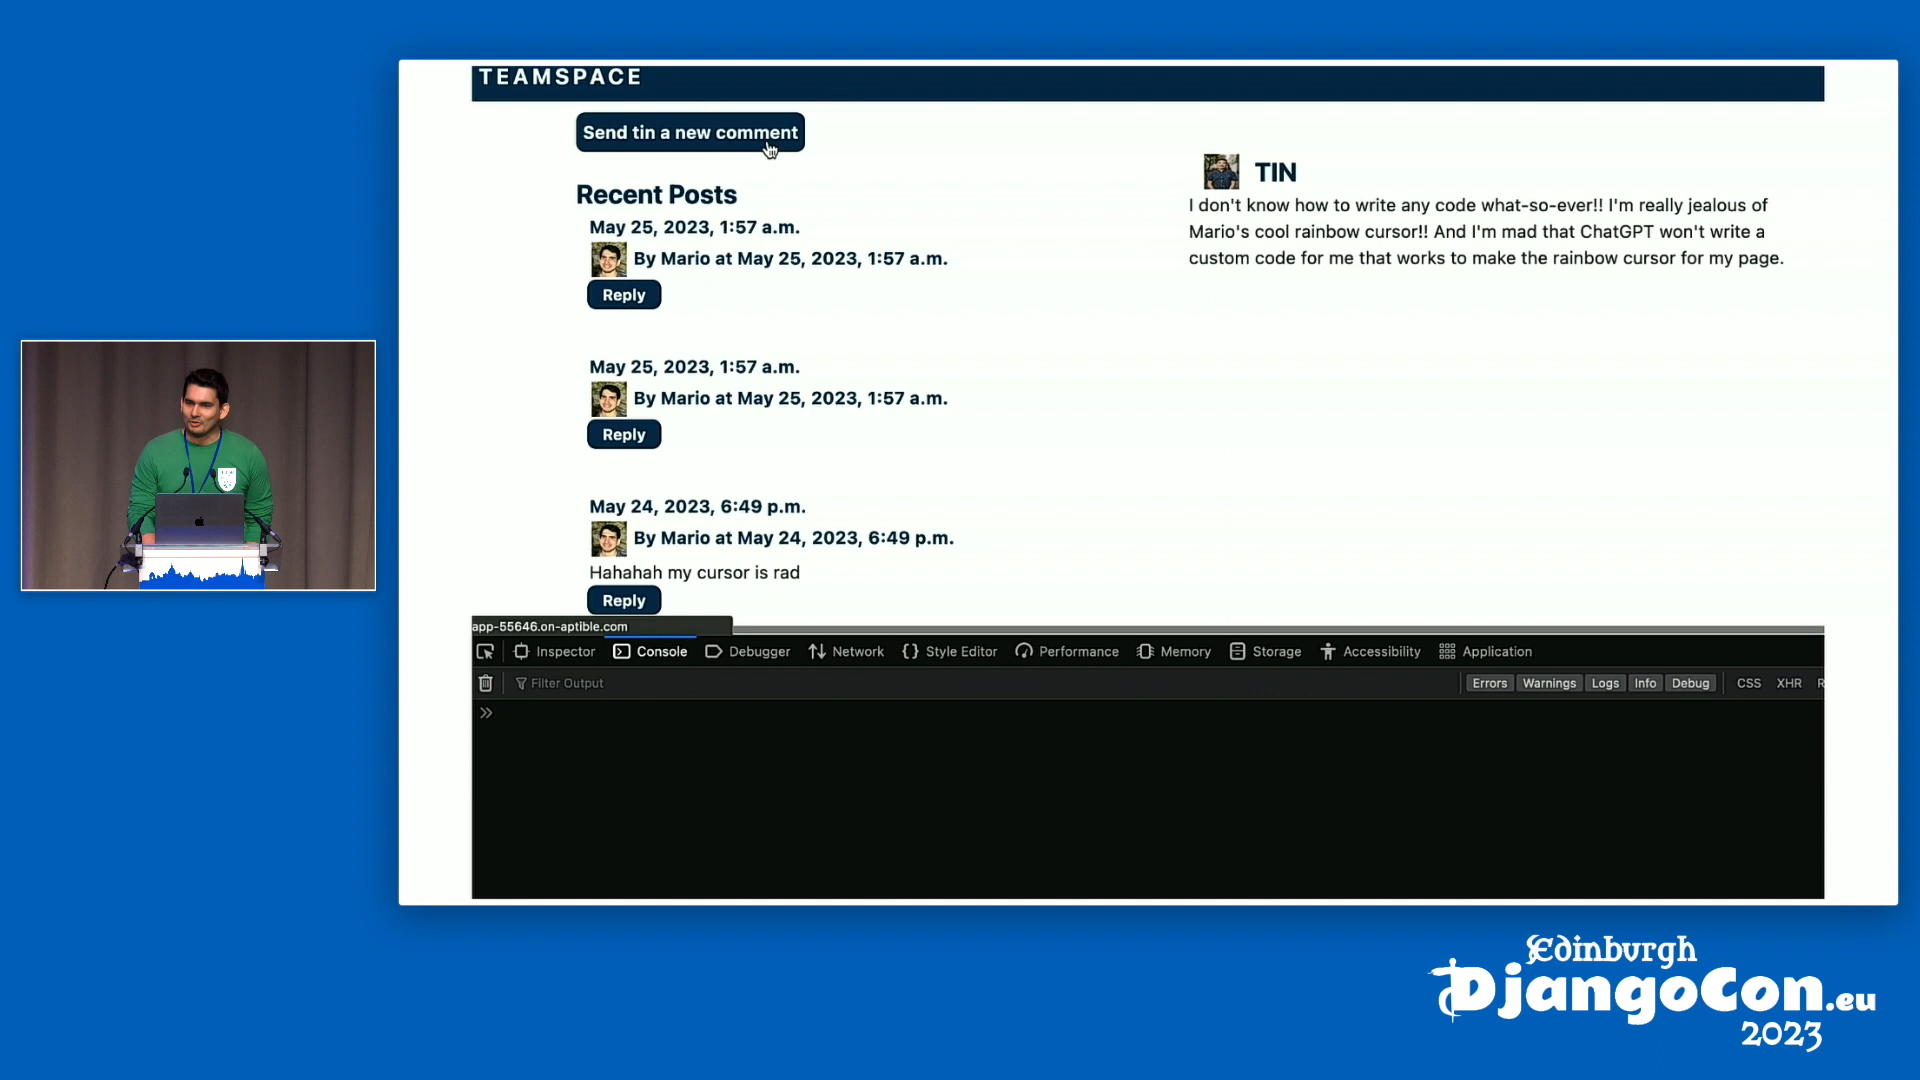 TEAMSPACE
Send tin a new comment
Recent Posts
May 25, 2023, 1:57 a.m.
By Mario at May 25, 2023, 1:57 a.m.
Reply
May 25, 2023, 1:57 a.m.
By Mario at May 25, 2023, 1:57 a.m.
Reply
May 24, 2023, 6:49 p.m.
By Mario at May 24, 2023, 6:49 p.m.
Hahahah my cursor is rad
Reply
TIN
I don't know how to write any code what-so-ever!! I'm really jealous of
Mario's cool rainbow cursor!! And I'm mad that ChatGPT won't write a
custom code for me that works to make the rainbow cursor for my page.
app-55646.on-aptible.com
Inspector Console Debugger Network Style Editor Performance Memory Storage Accessibility Application
Filter Output Errors Warnings Logs Info Debug CSS XHR R
Edinburgh
DjangoCon.eu
2023